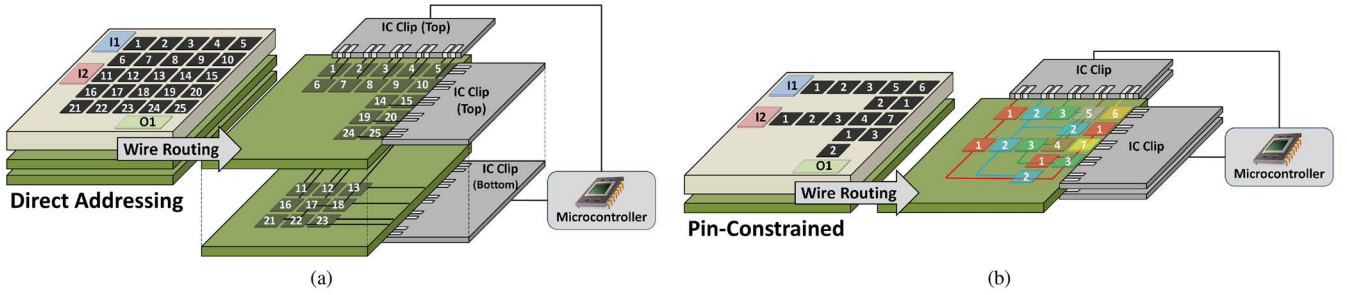 I1 1 2 3 4 5
6 7 8 9 10
I2 11 12 13 14 15
16 17 18 19 20
21 22 23 24 25
O1
Wire Routing
Direct Addressing
IC Clip (Top)
1 2 3 4 5
6 7 8 9 10
14 15
19 20
24 25
IC Clip
(Top)
11 12 13
16 17 18
21 22 23
IC Clip
(Bottom)
Microcontroller
(a)
I1 1 2 3 5 6
2 1
I2 1 2 3 4 7
1 3
2
O1
Wire Routing
Pin-Constrained
IC Clip
1 2 3 5 6
2 1
1 2 3 4 7
1 3
2
IC Clip
Microcontroller
(b)